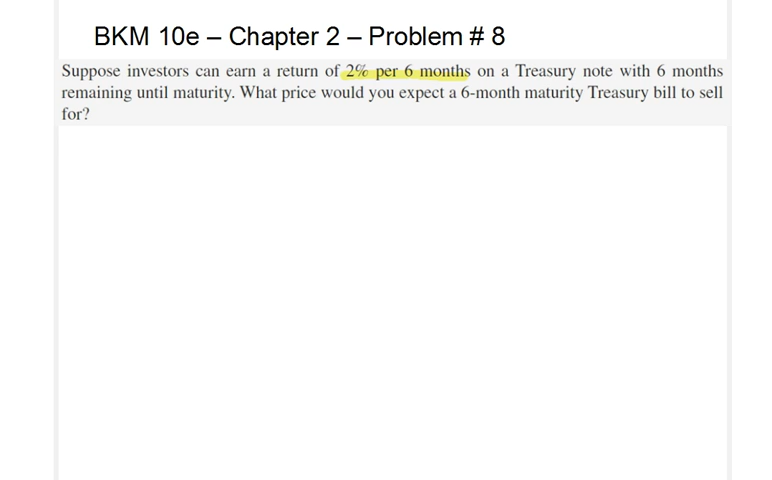 BKM 10e – Chapter 2 – Problem # 8
Suppose investors can earn a return of 2% per 6 months on a Treasury note with 6 months
remaining until maturity. What price would you expect a 6-month maturity Treasury bill to sell
for?